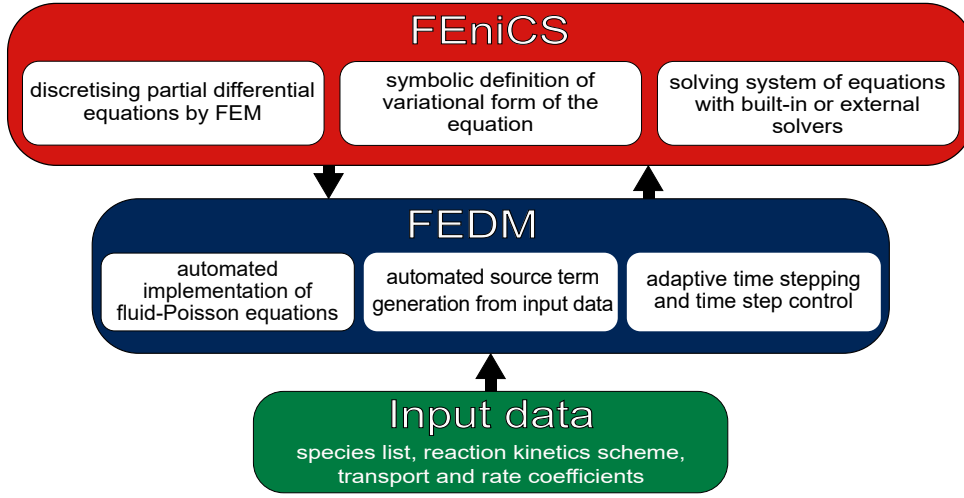 FEniCS
discretising partial differential
equations by FEM
symbolic definition of
variational form of the
equation
solving system of equations
with built-in or external
solvers
FEDM
automated
implementation of
fluid-Poisson equations
automated source term
generation from input data
adaptive time stepping
and time step control
Input data
species list, reaction kinetics scheme,
transport and rate coefficients